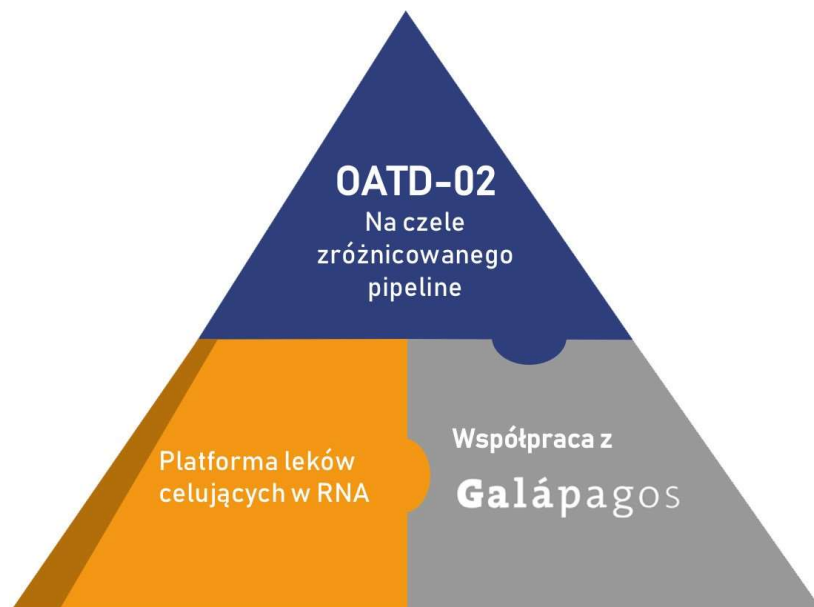 OATD-02
Na czele
zróżnicowanego
pipeline
Platforma leków
celujących w RNA
Współpraca z
Galápagos